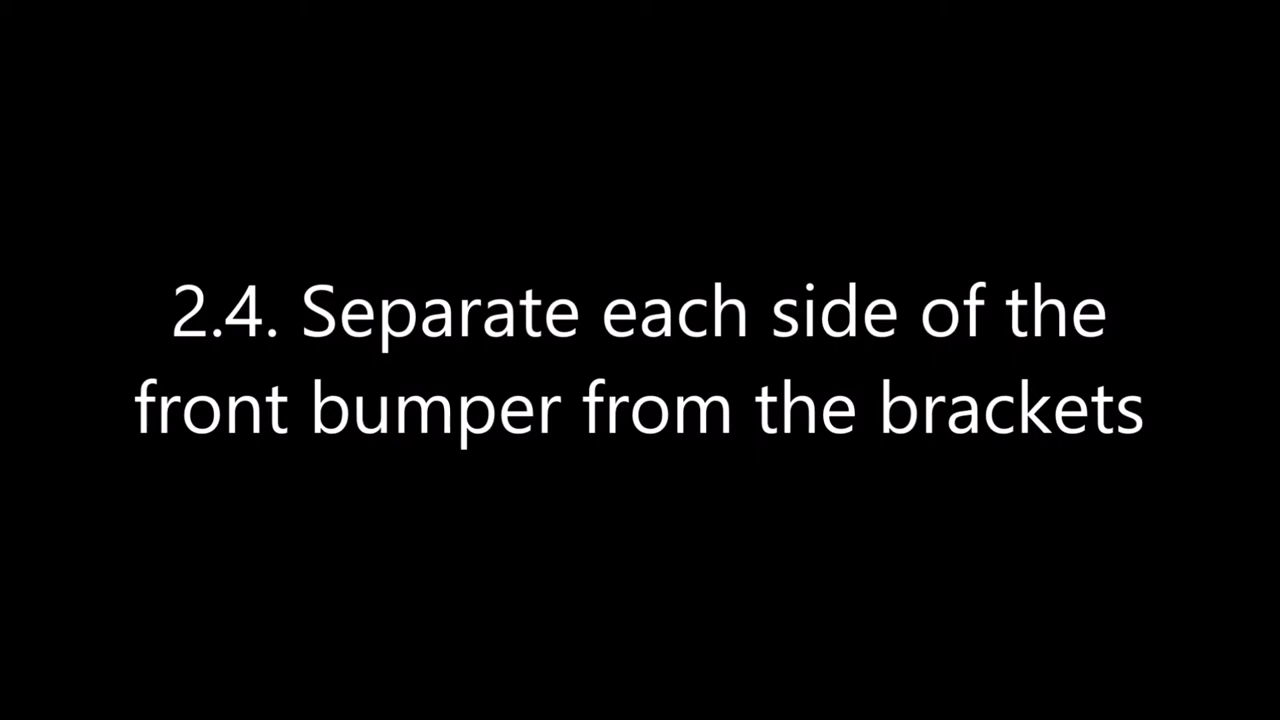 2.4. Separate each side of the
front bumper from the brackets